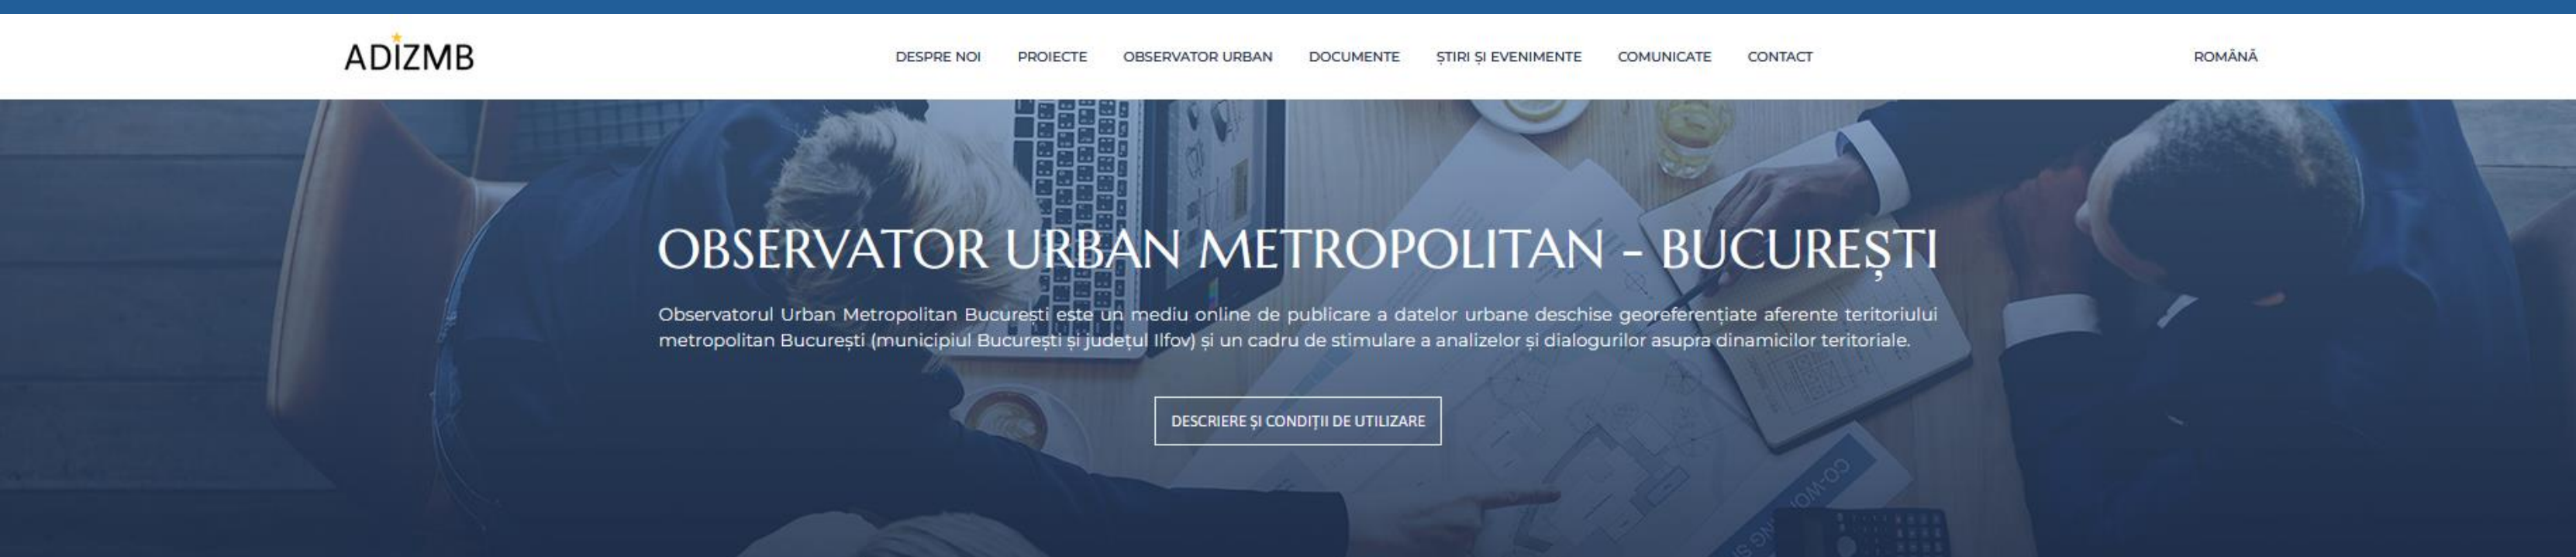 ADIZMB
DESPRE NOI PROIECTE OBSERVATOR URBAN DOCUMENTE ȘTIRI ȘI EVENIMENTE COMUNICATE CONTACT ROMÂNĂ
OBSERVATOR URBAN METROPOLITAN - BUCUREȘTI
Observatorul Urban Metropolitan București este un mediu online de publicare a datelor urbane deschise georeferențiate aferente teritoriului
metropolitan București (municipiul București și județul Ilfov) și un cadru de stimulare a analizelor și dialogurilor asupra dinamicilor teritoriale.
DESCRIERE ȘI CONDIȚII DE UTILIZARE